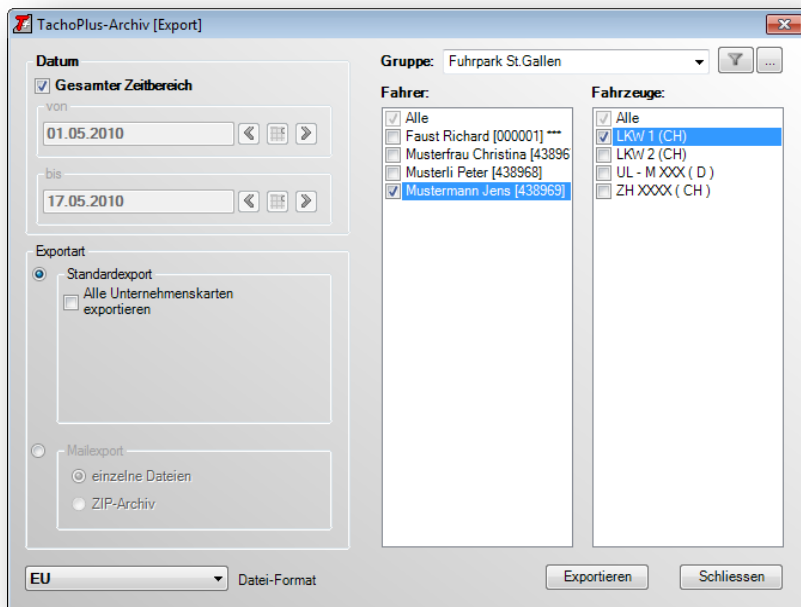 TachoPlus-Archiv [Export]
Datum
Gesamter Zeitbereich
von
01.05.2010
bis
17.05.2010
Exportart
Standardexport
Alle Unternehmenskarten
exportieren
Mailexport
einzelne Dateien
ZIP-Archiv
EU
Datei-Format
Gruppe:
Fuhrpark St.Gallen
...
Fahrer:
Alle
Faust Richard [000001] ***
Musterfrau Christina [43896
Musterli Peter [438968]
Mustermann Jens [438969]
Fahrzeuge:
Alle
LKW 1 (CH)
LKW 2 (CH)
UL - M XXX ( D )
ZH XXXX ( CH )
Exportieren
Schliessen